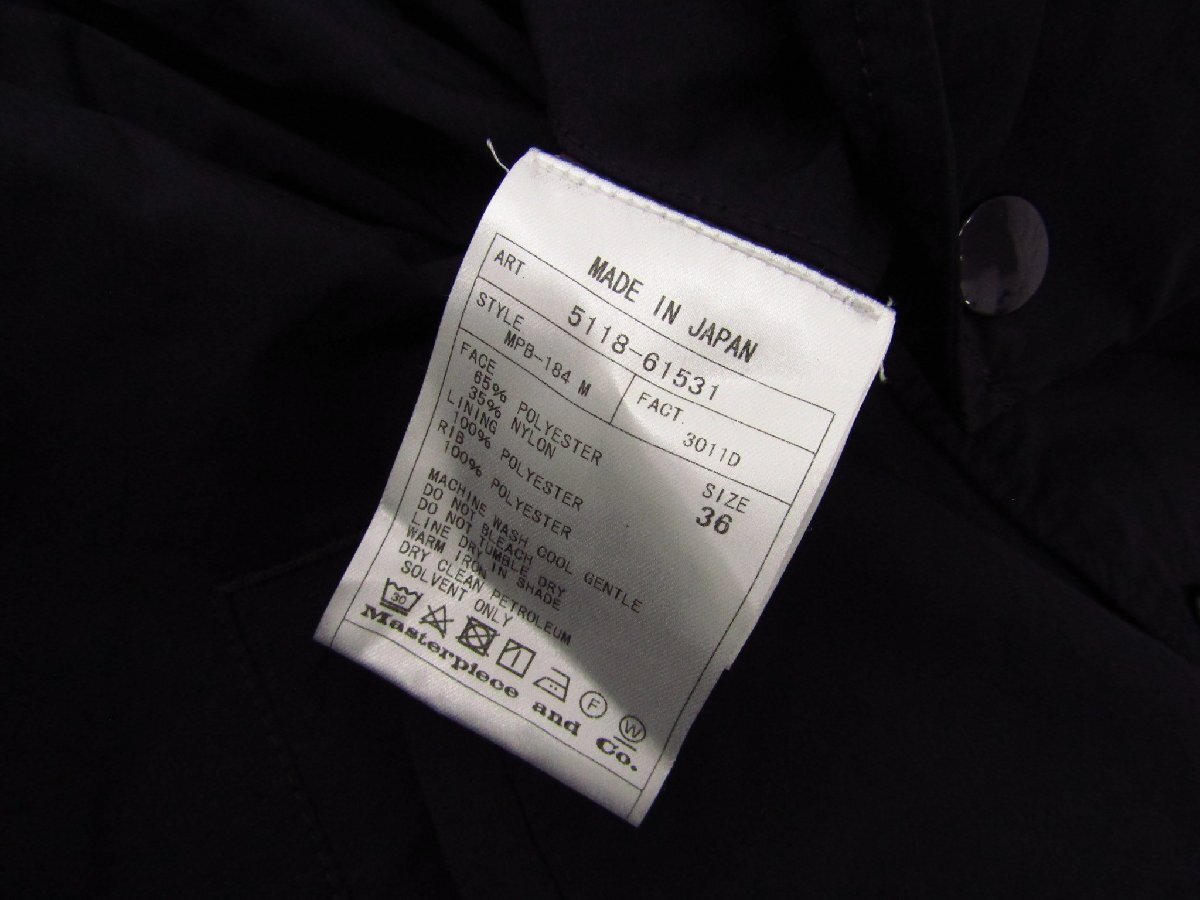 MADE IN JAPAN
ART. 5118-61531
STYLE MPB-184 M
FACT. 3011D
FACE
65% POLYESTER
35% NYLON
LINING
100% POLYESTER
RIB
100% POLYESTER
SIZE
36
MACHINE WASH COOL GENTLE
DO NOT BLEACH
DO NOT TUMBLE DRY
LINE DRY IN SHADE
WARM IRON
DRY CLEAN PETROLEUM
SOLVENT ONLY
30 F W
Masterpiece and Co.